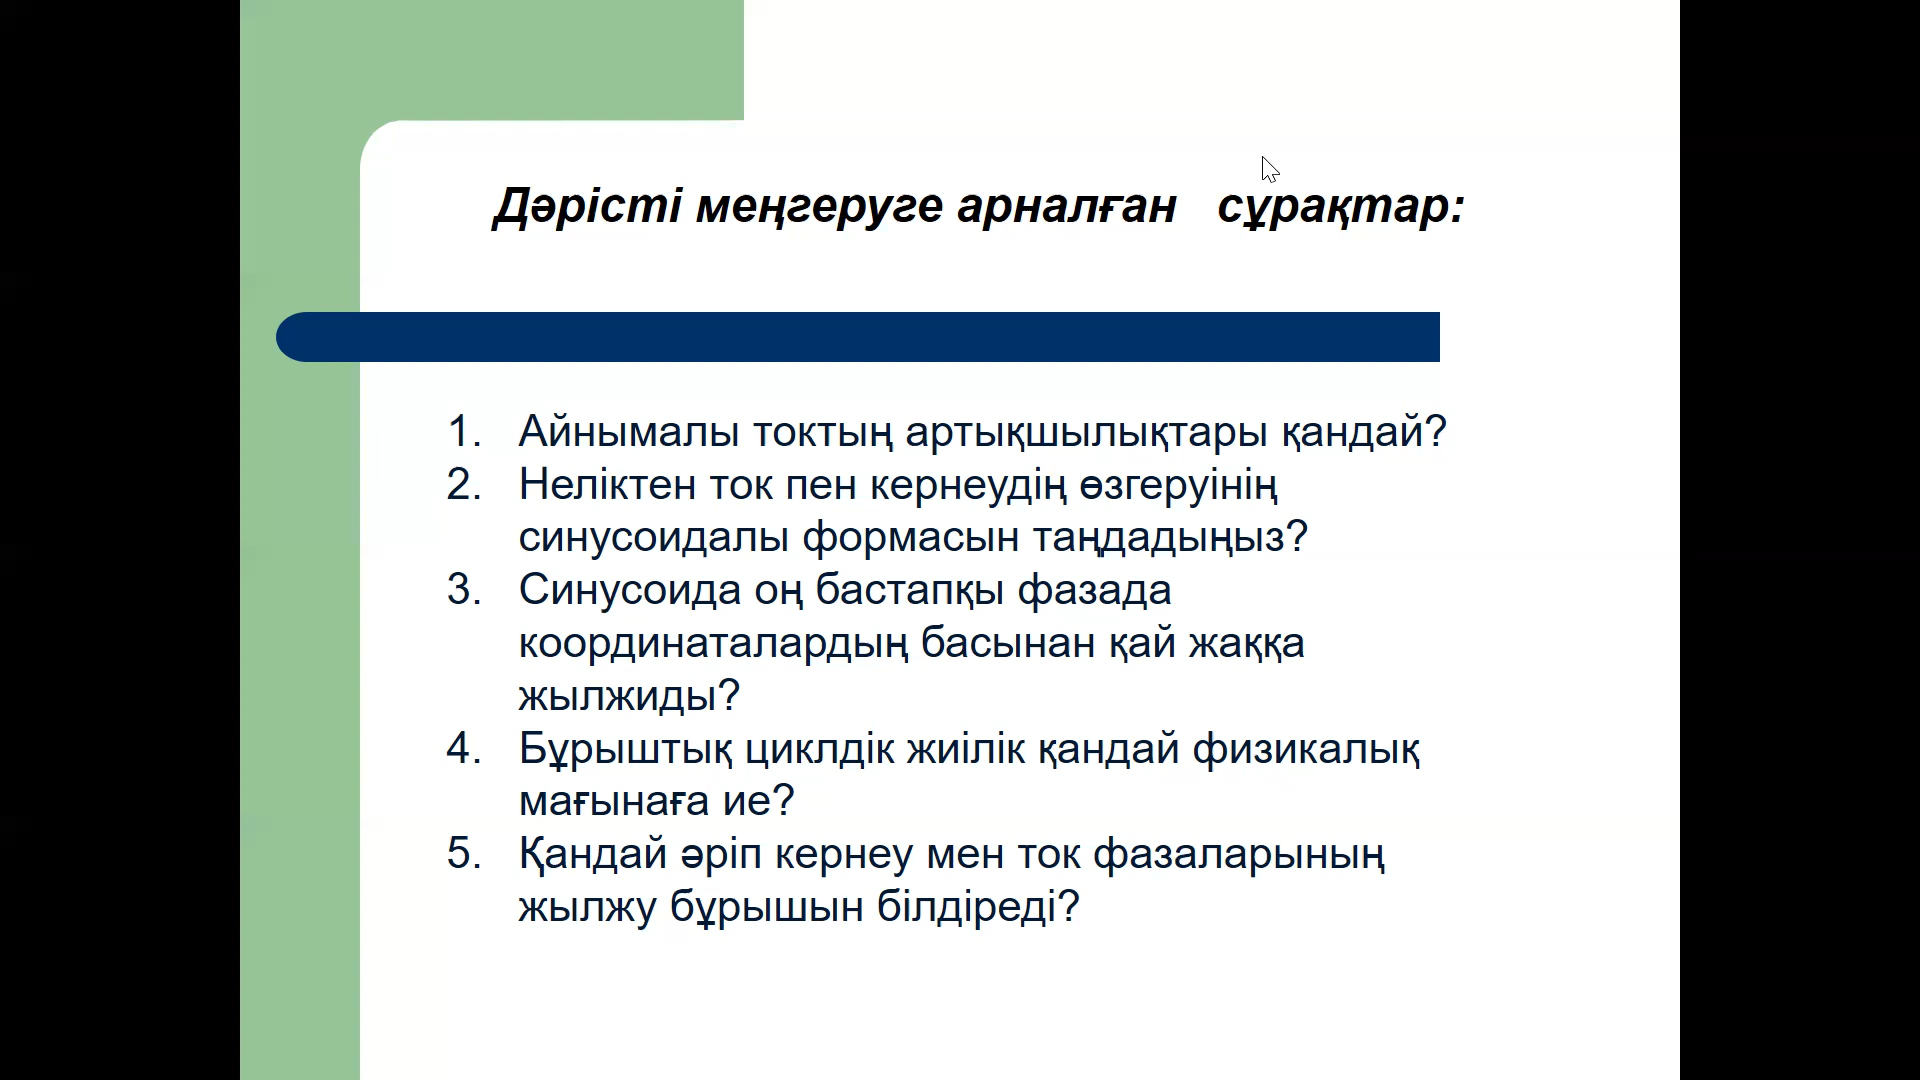 Дәрісті меңгеруге арналған сұрақтар:
1. Айнымалы токтың артықшылықтары қандай?
2. Неліктен ток пен кернеудің өзгеруінің
синусоидалы формасын таңдадыңыз?
3. Синусоида оң бастапқы фазада
координаталардың басынан қай жаққа
жылжиды?
4. Бұрыштық циклдік жиілік қандай физикалық
мағынаға ие?
5. Қандай әріп кернеу мен ток фазаларының
жылжу бұрышын білдіреді?